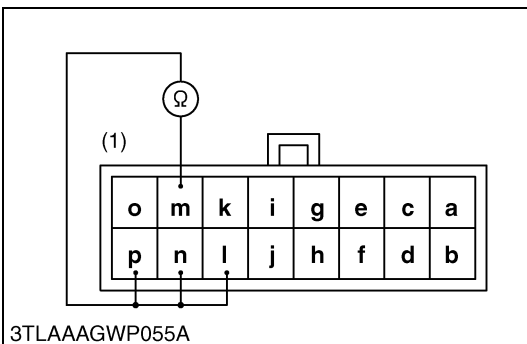 Ω
(1)
o m k i g e c a
p n l j h f d b
3TLAAAGWP055A